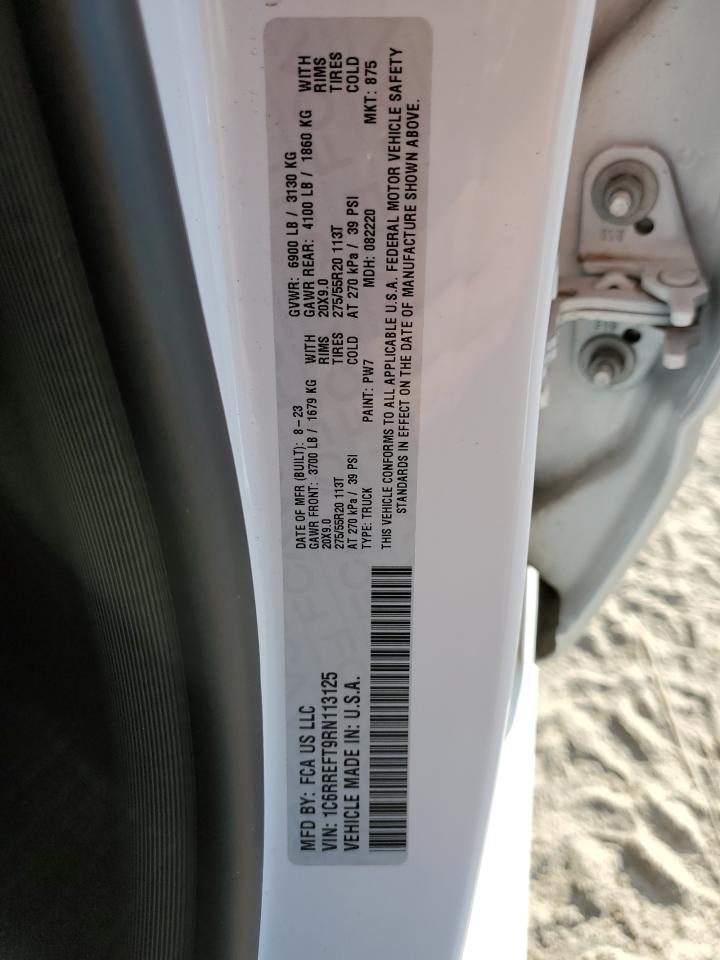 MFD BY: FCA US LLC
VIN: 1C6RREFT9RN113125
VEHICLE MADE IN: U.S.A.
DATE OF MFR (BUILT): 8-23 GVWR: 6900 LB / 3130 KG
GAWR FRONT: 3700 LB / 1679 KG WITH GAWR REAR: 4100 LB / 1860 KG WITH
20X9.0 RIMS 20X9.0 RIMS
275/55R20 113T TIRES 275/55R20 113T TIRES
AT 270 kPa / 39 PSI COLD AT 270 kPa / 39 PSI COLD
TYPE: TRUCK PAINT: PW7 MDH: 082220 MKT: 875
THIS VEHICLE CONFORMS TO ALL APPLICABLE U.S.A. FEDERAL MOTOR VEHICLE SAFETY
STANDARDS IN EFFECT ON THE DATE OF MANUFACTURE SHOWN ABOVE.